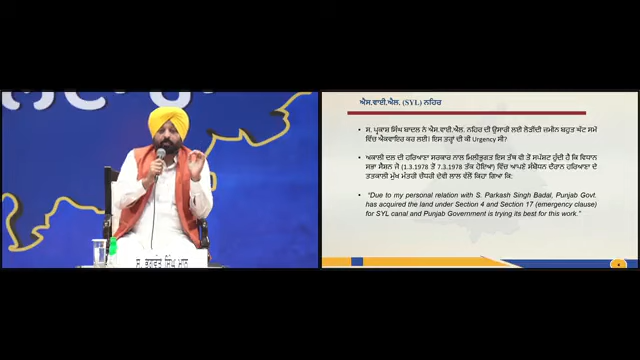 ਸ. ਭਗਵੰਤ ਸਿੰਘ ਮਾਨ
ਐਸ.ਵਾਈ.ਐਲ. (SYL) ਨਹਿਰ
ਸ. ਪ੍ਰਕਾਸ਼ ਸਿੰਘ ਬਾਦਲ ਨੇ ਐਸ.ਵਾਈ.ਐਲ. ਨਹਿਰ ਦੀ ਉਸਾਰੀ ਲਈ ਲੋੜੀਂਦੀ ਜ਼ਮੀਨ ਬਹੁਤ ਘੱਟ ਸਮੇਂ
ਵਿੱਚ ਐਕਵਾਇਰ ਕਰ ਲਈ। ਇਸ ਤਰ੍ਹਾਂ ਦੀ ਕੀ Urgency ਸੀ?
ਅਕਾਲੀ ਦਲ ਦੀ ਹਰਿਆਣਾ ਸਰਕਾਰ ਨਾਲ ਮਿਲੀਭੁਗਤ ਇਸ ਤੱਥ ਵੀ ਤੋਂ ਸਪੱਸ਼ਟ ਹੁੰਦੀ ਹੈ ਕਿ ਵਿਧਾਨ
ਸਭਾ ਸੈਸ਼ਨ ਜੋ (1.3.1978 ਤੋਂ 7.3.1978 ਤੱਕ ਹੋਇਆ) ਵਿੱਚ ਆਪਣੇ ਸੰਬੋਧਨ ਦੌਰਾਨ ਹਰਿਆਣਾ ਦੇ
ਤਤਕਾਲੀ ਮੁੱਖ ਮੰਤਰੀ ਚੌਧਰੀ ਦੇਵੀ ਲਾਲ ਵੱਲੋਂ ਕਿਹਾ ਗਿਆ ਕਿ:
"Due to my personal relation with S. Parkash Singh Badal, Punjab Govt.
has acquired the land under Section 4 and Section 17 (emergency clause)
for SYL canal and Punjab Government is trying its best for this work."